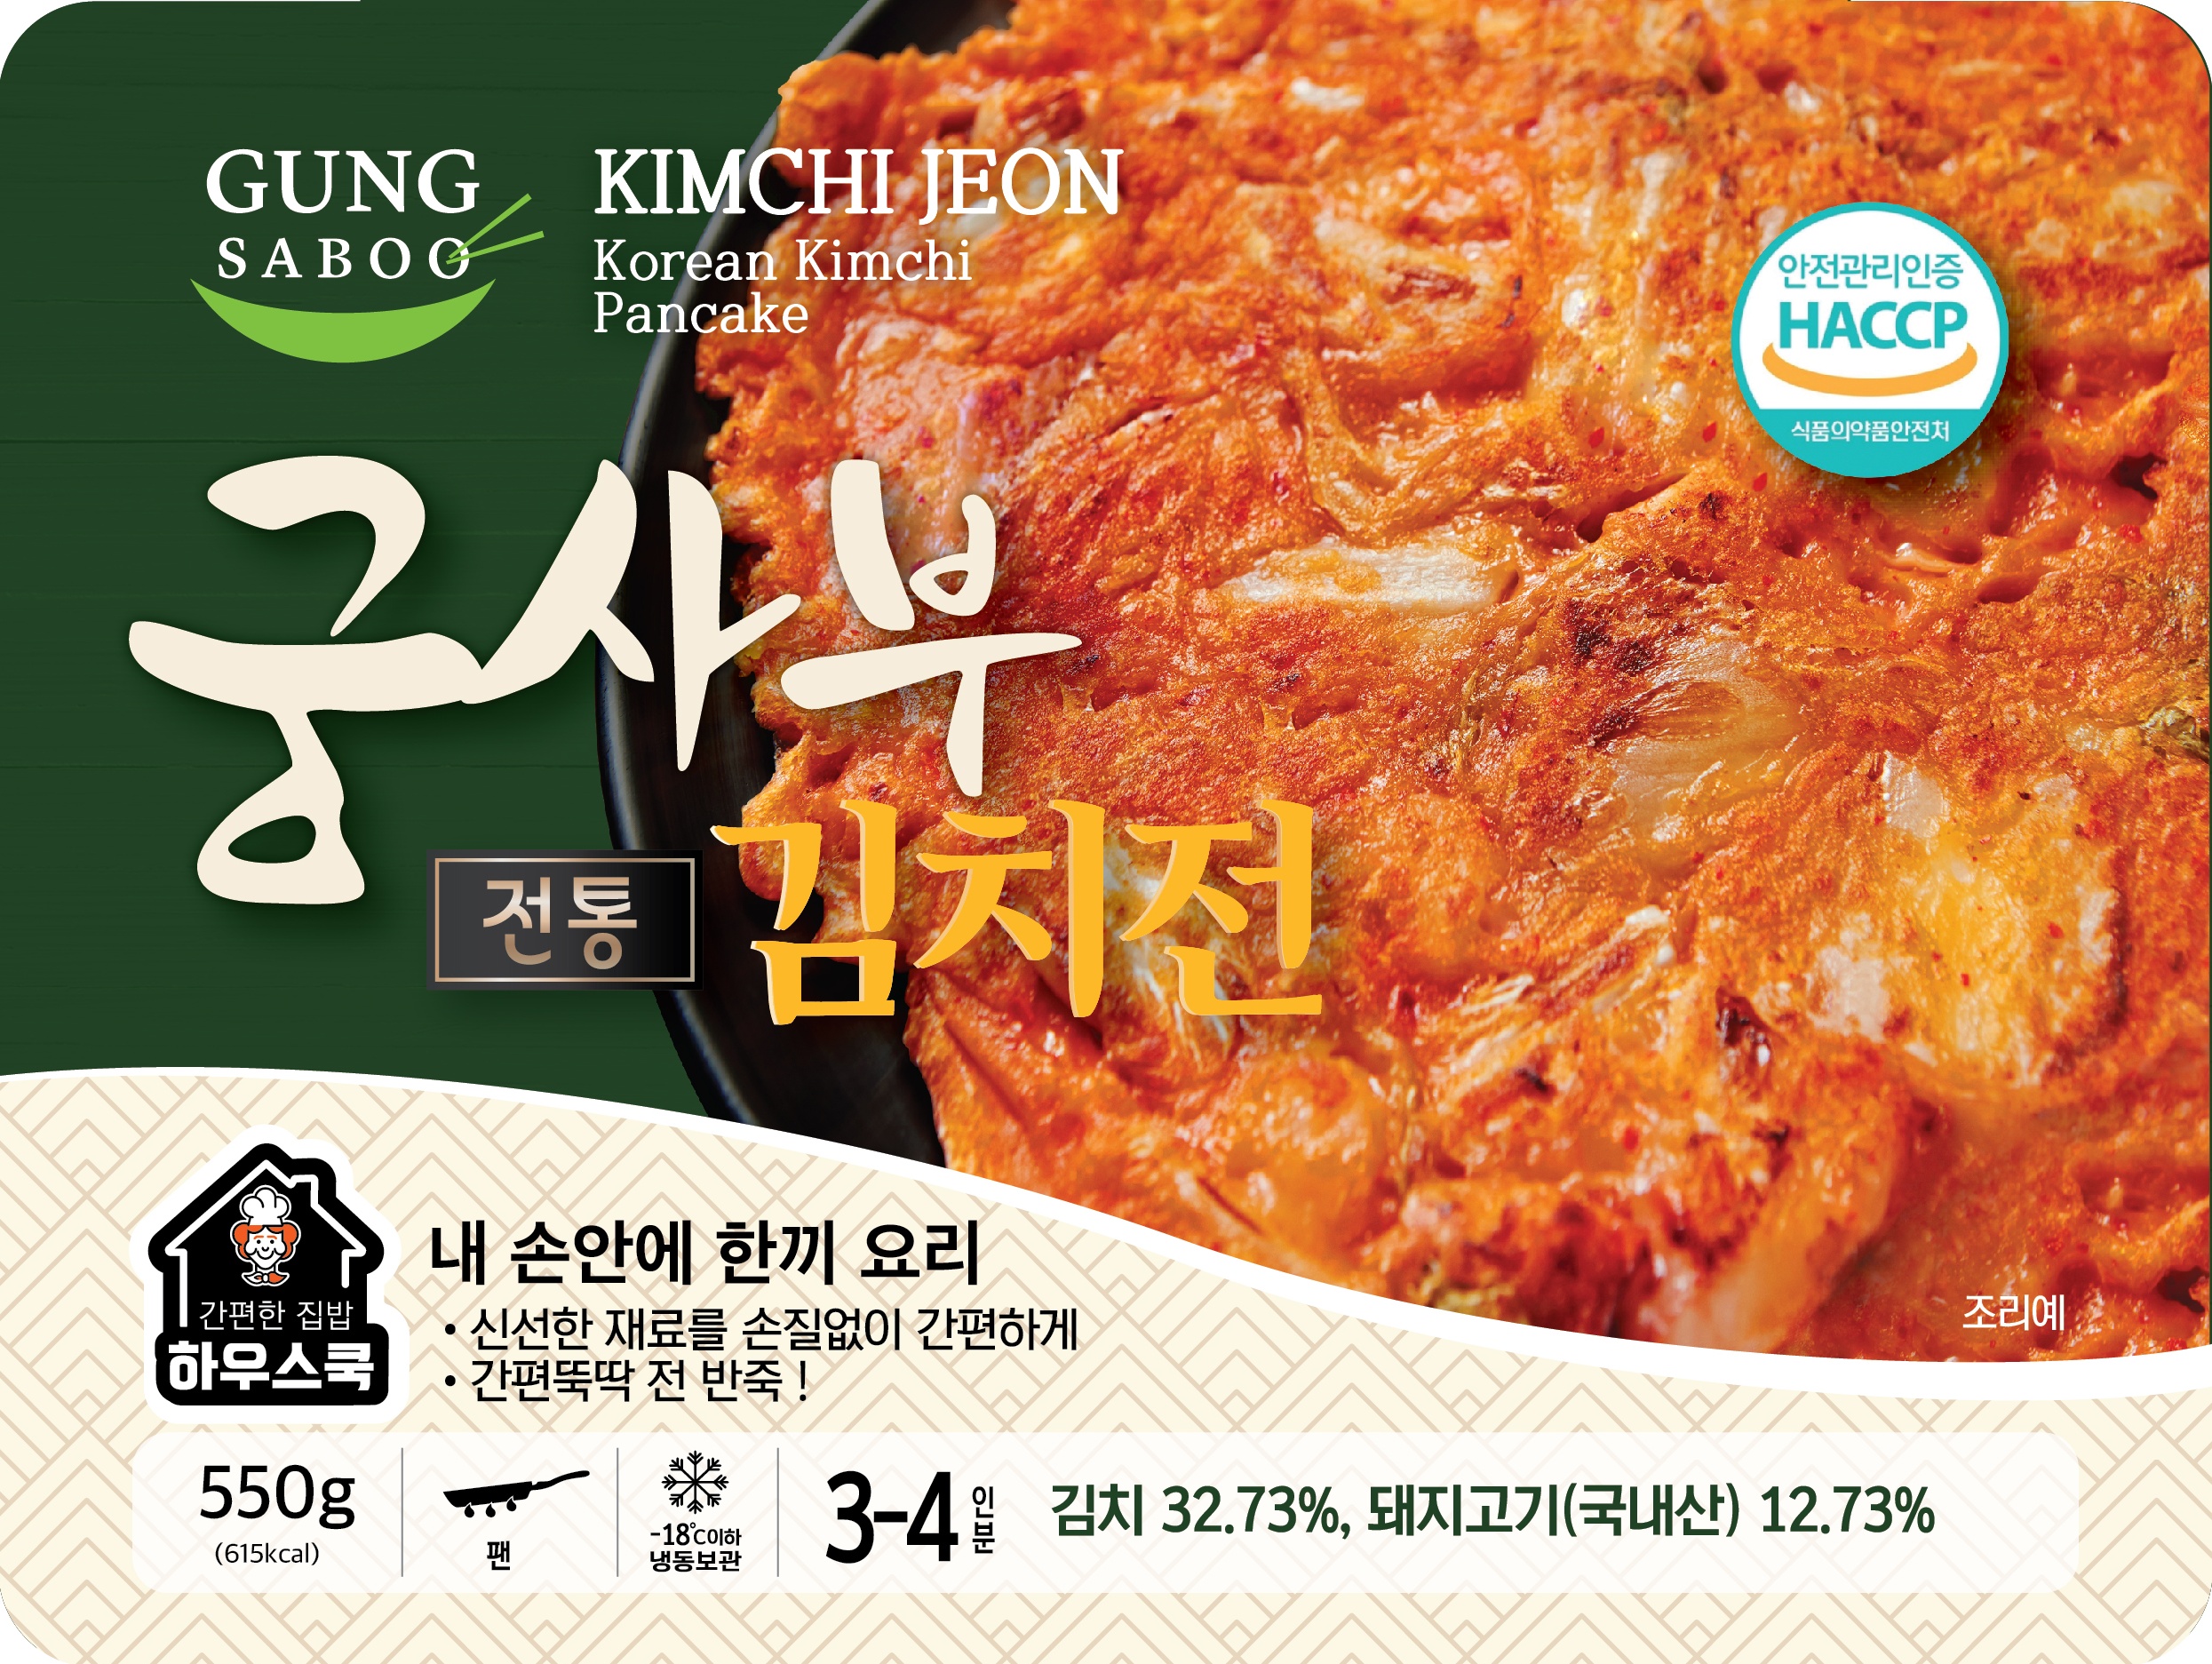 GUNG
SABOO
KIMCHI JEON
Korean Kimchi
Pancake
안전관리인증
HACCP
식품의약품안전처
궁사부
전통
김치전
조리예
간편한 집밥
하우스쿡
내 손안에 한끼 요리
• 신선한 재료를 손질없이 간편하게
• 간편뚝딱 전 반죽 !
550g
(615kcal)
팬
-18℃이하
냉동보관
3-4 인분
김치 32.73%, 돼지고기(국내산) 12.73%